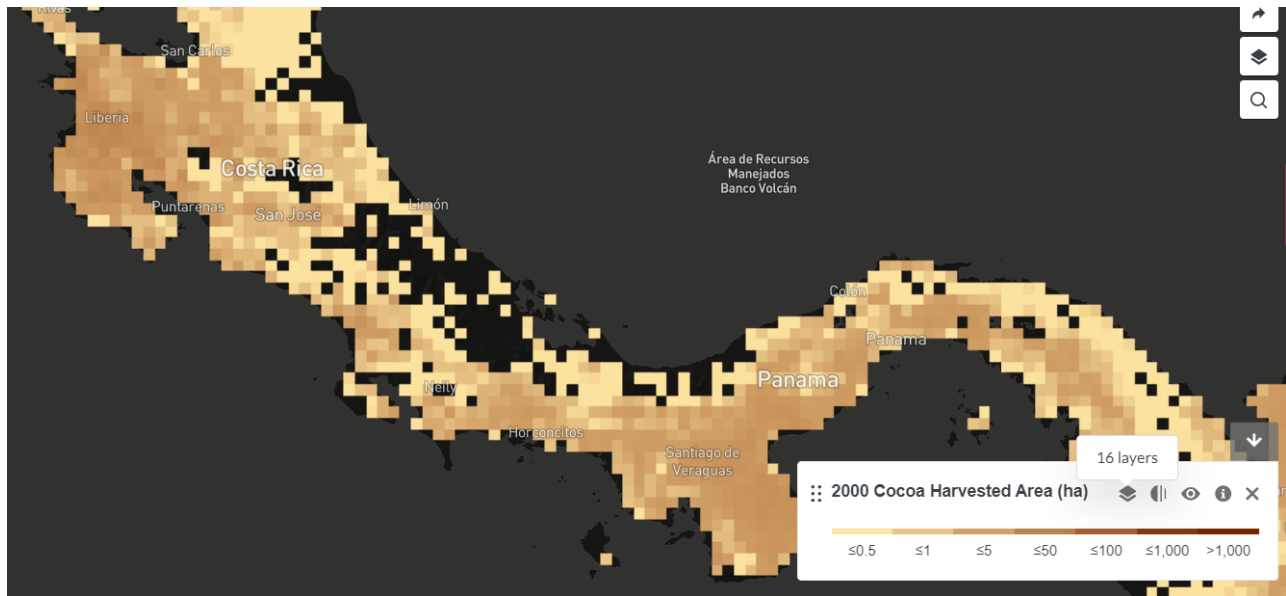 Rivas
San Carlos
Liberia
Costa Rica
Puntarenas
San José
Limón
Área de Recursos
Manejados
Banco Volcán
Colón
Panama
Panama
Neily
Horconcitos
Santiago de
Veraguas
16 layers
2000 Cocoa Harvested Area (ha)
≤0.5 ≤1 ≤5 ≤50 ≤100 ≤1,000 >1,000